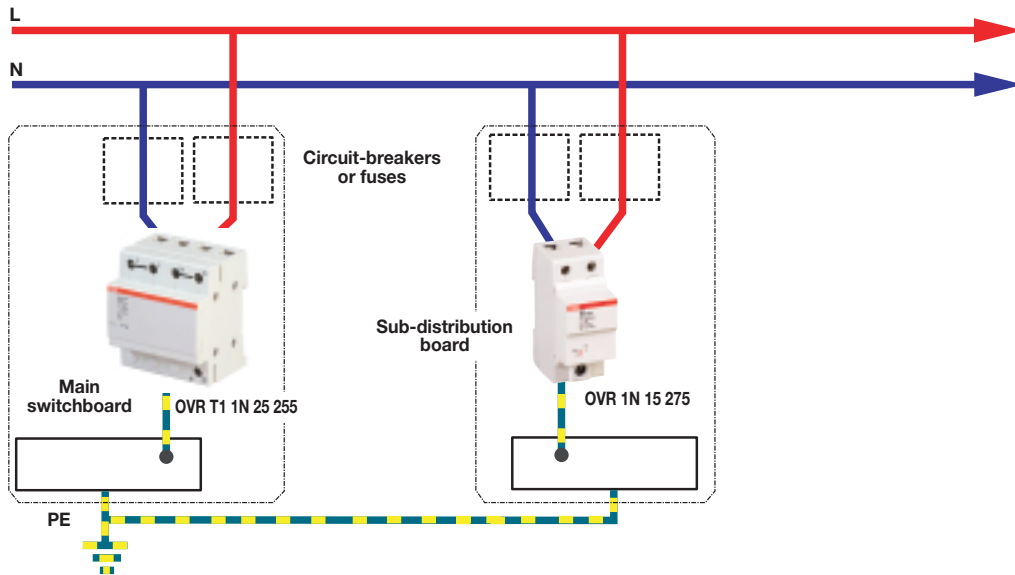 L
N
Circuit-breakers
or fuses
Sub-distribution
board
Main
switchboard
OVR T1 1N 25 255
OVR 1N 15 275
PE